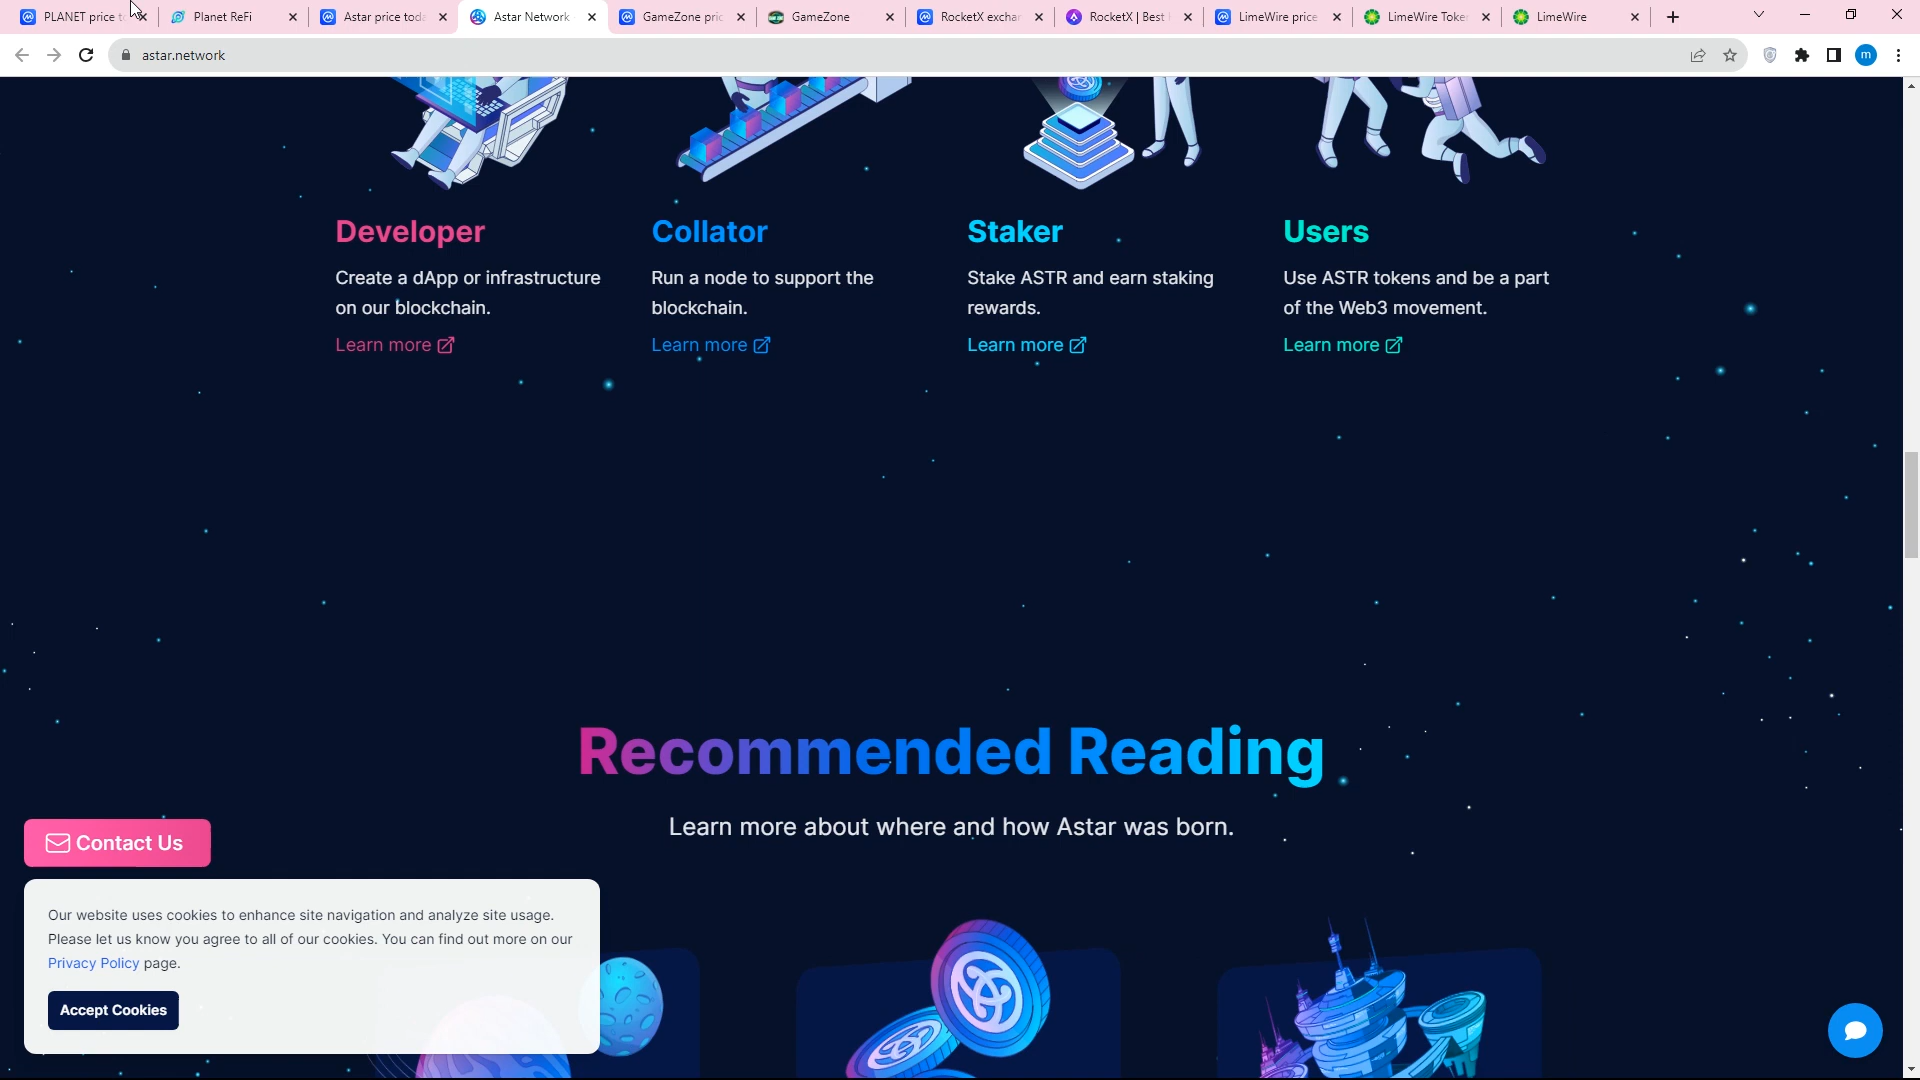 PLANET price t
Planet ReFi
Astar price toda
Astar Network
GameZone pric
GameZone
RocketX exchan
RocketX | Best
LimeWire price
LimeWire Toke
LimeWire
astar.network
m
Developer
Create a dApp or infrastructure
on our blockchain.
Learn more
Collator
Run a node to support the
blockchain.
Learn more
Staker
Stake ASTR and earn staking
rewards.
Learn more
Users
Use ASTR tokens and be a part
of the Web3 movement.
Learn more
Recommended Reading
Learn more about where and how Astar was born.
Contact Us
Our website uses cookies to enhance site navigation and analyze site usage.
Please let us know you agree to all of our cookies. You can find out more on our
Privacy Policy page.
Accept Cookies